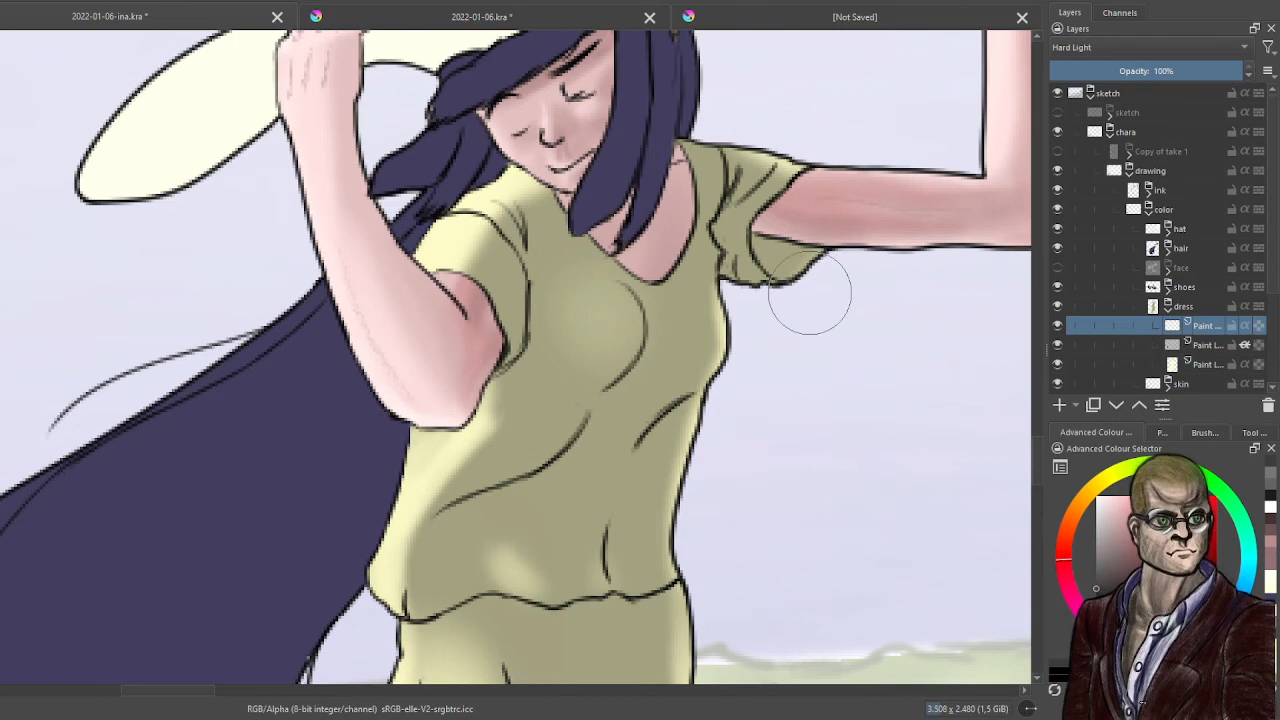 2022-01-06-ina.kra *
2022-01-06.kra *
[Not Saved]
Layers
Channels
Layers
Hard Light
Opacity: 100%
sketch
sketch
chara
Copy of take 1
drawing
ink
color
hat
hair
face
shoes
dress
Paint ...
Paint L...
Paint L...
skin
Advanced Colour ...
P...
Brush...
Tool ...
Advanced Colour Selector
RGB/Alpha (8-bit integer/channel) sRGB-elle-V2-srgbtrc.icc
3.508 x 2.480 (1,5 GiB)